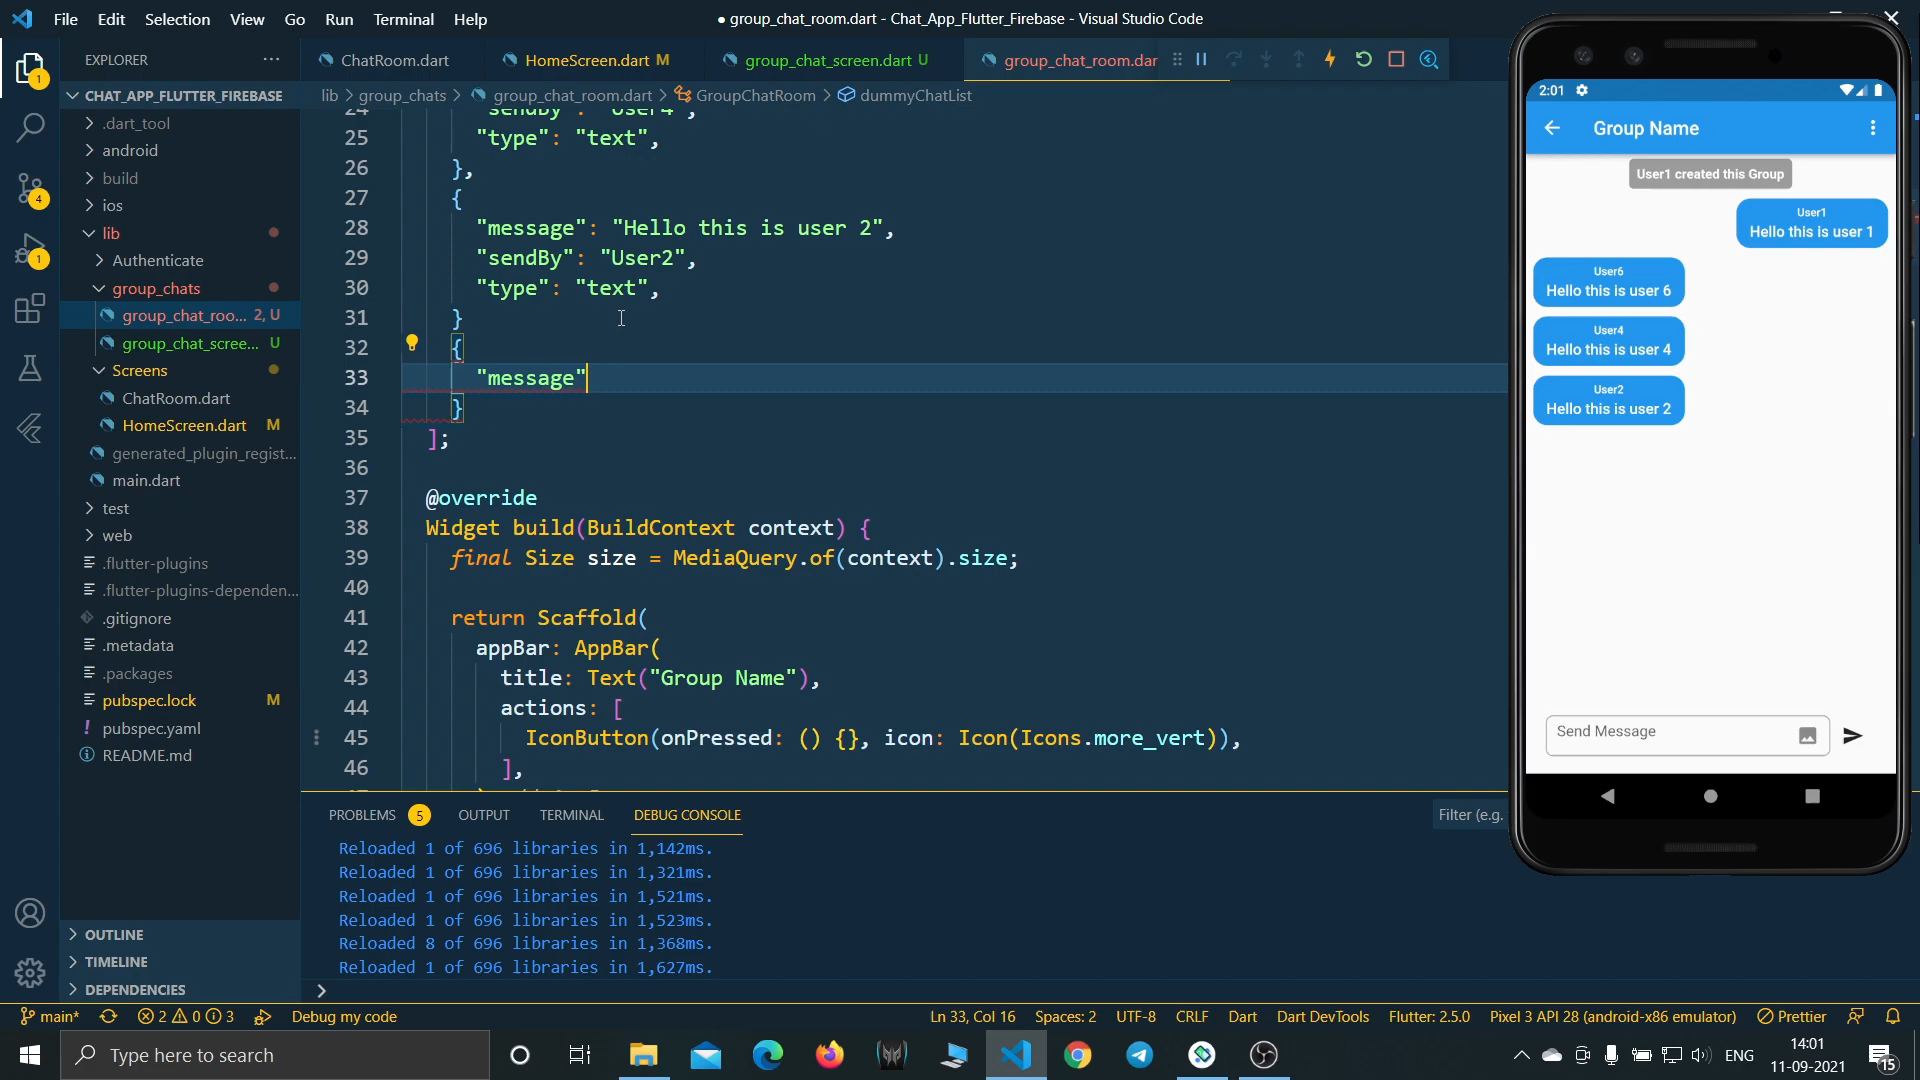 File Edit Selection View Go Run Terminal Help
● group_chat_room.dart - Chat_App_Flutter_Firebase - Visual Studio Code
EXPLORER
ChatRoom.dart
HomeScreen.dart M
group_chat_screen.dart U
group_chat_room.dar
CHAT_APP_FLUTTER_FIREBASE
lib > group_chats > group_chat_room.dart > GroupChatRoom > dummyChatList
.dart_tool
android
build
ios
lib
Authenticate
group_chats
group_chat_roo... 2, U
group_chat_scree... U
Screens
ChatRoom.dart
HomeScreen.dart M
generated_plugin_regist...
main.dart
test
web
.flutter-plugins
.flutter-plugins-dependen...
.gitignore
.metadata
.packages
pubspec.lock M
pubspec.yaml
README.md
OUTLINE
TIMELINE
DEPENDENCIES
1
4
1
24 "sendBy": "User4",
25 "type": "text",
26 },
27 {
28 "message": "Hello this is user 2",
29 "sendBy": "User2",
30 "type": "text",
31 }
32 {
33 "message"
34 }
35 ];
36
37 @override
38 Widget build(BuildContext context) {
39 final Size size = MediaQuery.of(context).size;
40
41 return Scaffold(
42 appBar: AppBar(
43 title: Text("Group Name"),
44 actions: [
45 IconButton(onPressed: () {}, icon: Icon(Icons.more_vert)),
46 ],
PROBLEMS 5 OUTPUT TERMINAL DEBUG CONSOLE
Filter (e.g.
Reloaded 1 of 696 libraries in 1,142ms.
Reloaded 1 of 696 libraries in 1,321ms.
Reloaded 1 of 696 libraries in 1,521ms.
Reloaded 1 of 696 libraries in 1,523ms.
Reloaded 8 of 696 libraries in 1,368ms.
Reloaded 1 of 696 libraries in 1,627ms.
2:01
Group Name
User1 created this Group
User1
Hello this is user 1
User6
Hello this is user 6
User4
Hello this is user 4
User2
Hello this is user 2
Send Message
main* 2 0 3 Debug my code
Ln 33, Col 16 Spaces: 2 UTF-8 CRLF Dart Dart DevTools Flutter: 2.5.0 Pixel 3 API 28 (android-x86 emulator) Prettier
Type here to search
ENG
14:01
11-09-2021
15